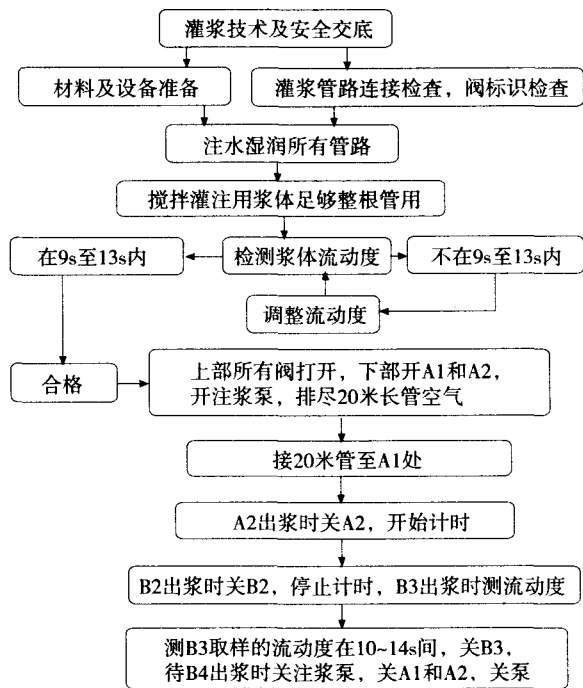 灌浆技术及安全交底
材料及设备准备
灌浆管路连接检查，阀标识检查
注水湿润所有管路
搅拌灌注用浆体足够整根管用
在9s至13s内
检测浆体流动度
不在9s至13s内
调整流动度
合格
上部所有阀打开，下部开A1和A2，
开注浆泵，排尽20米长管空气
接20米管至A1处
A2出浆时关A2，开始计时
B2出浆时关B2，停止计时，B3出浆时测流动度
测B3取样的流动度在10~14s间，关B3，
待B4出浆时关注浆泵，关A1和A2，关泵